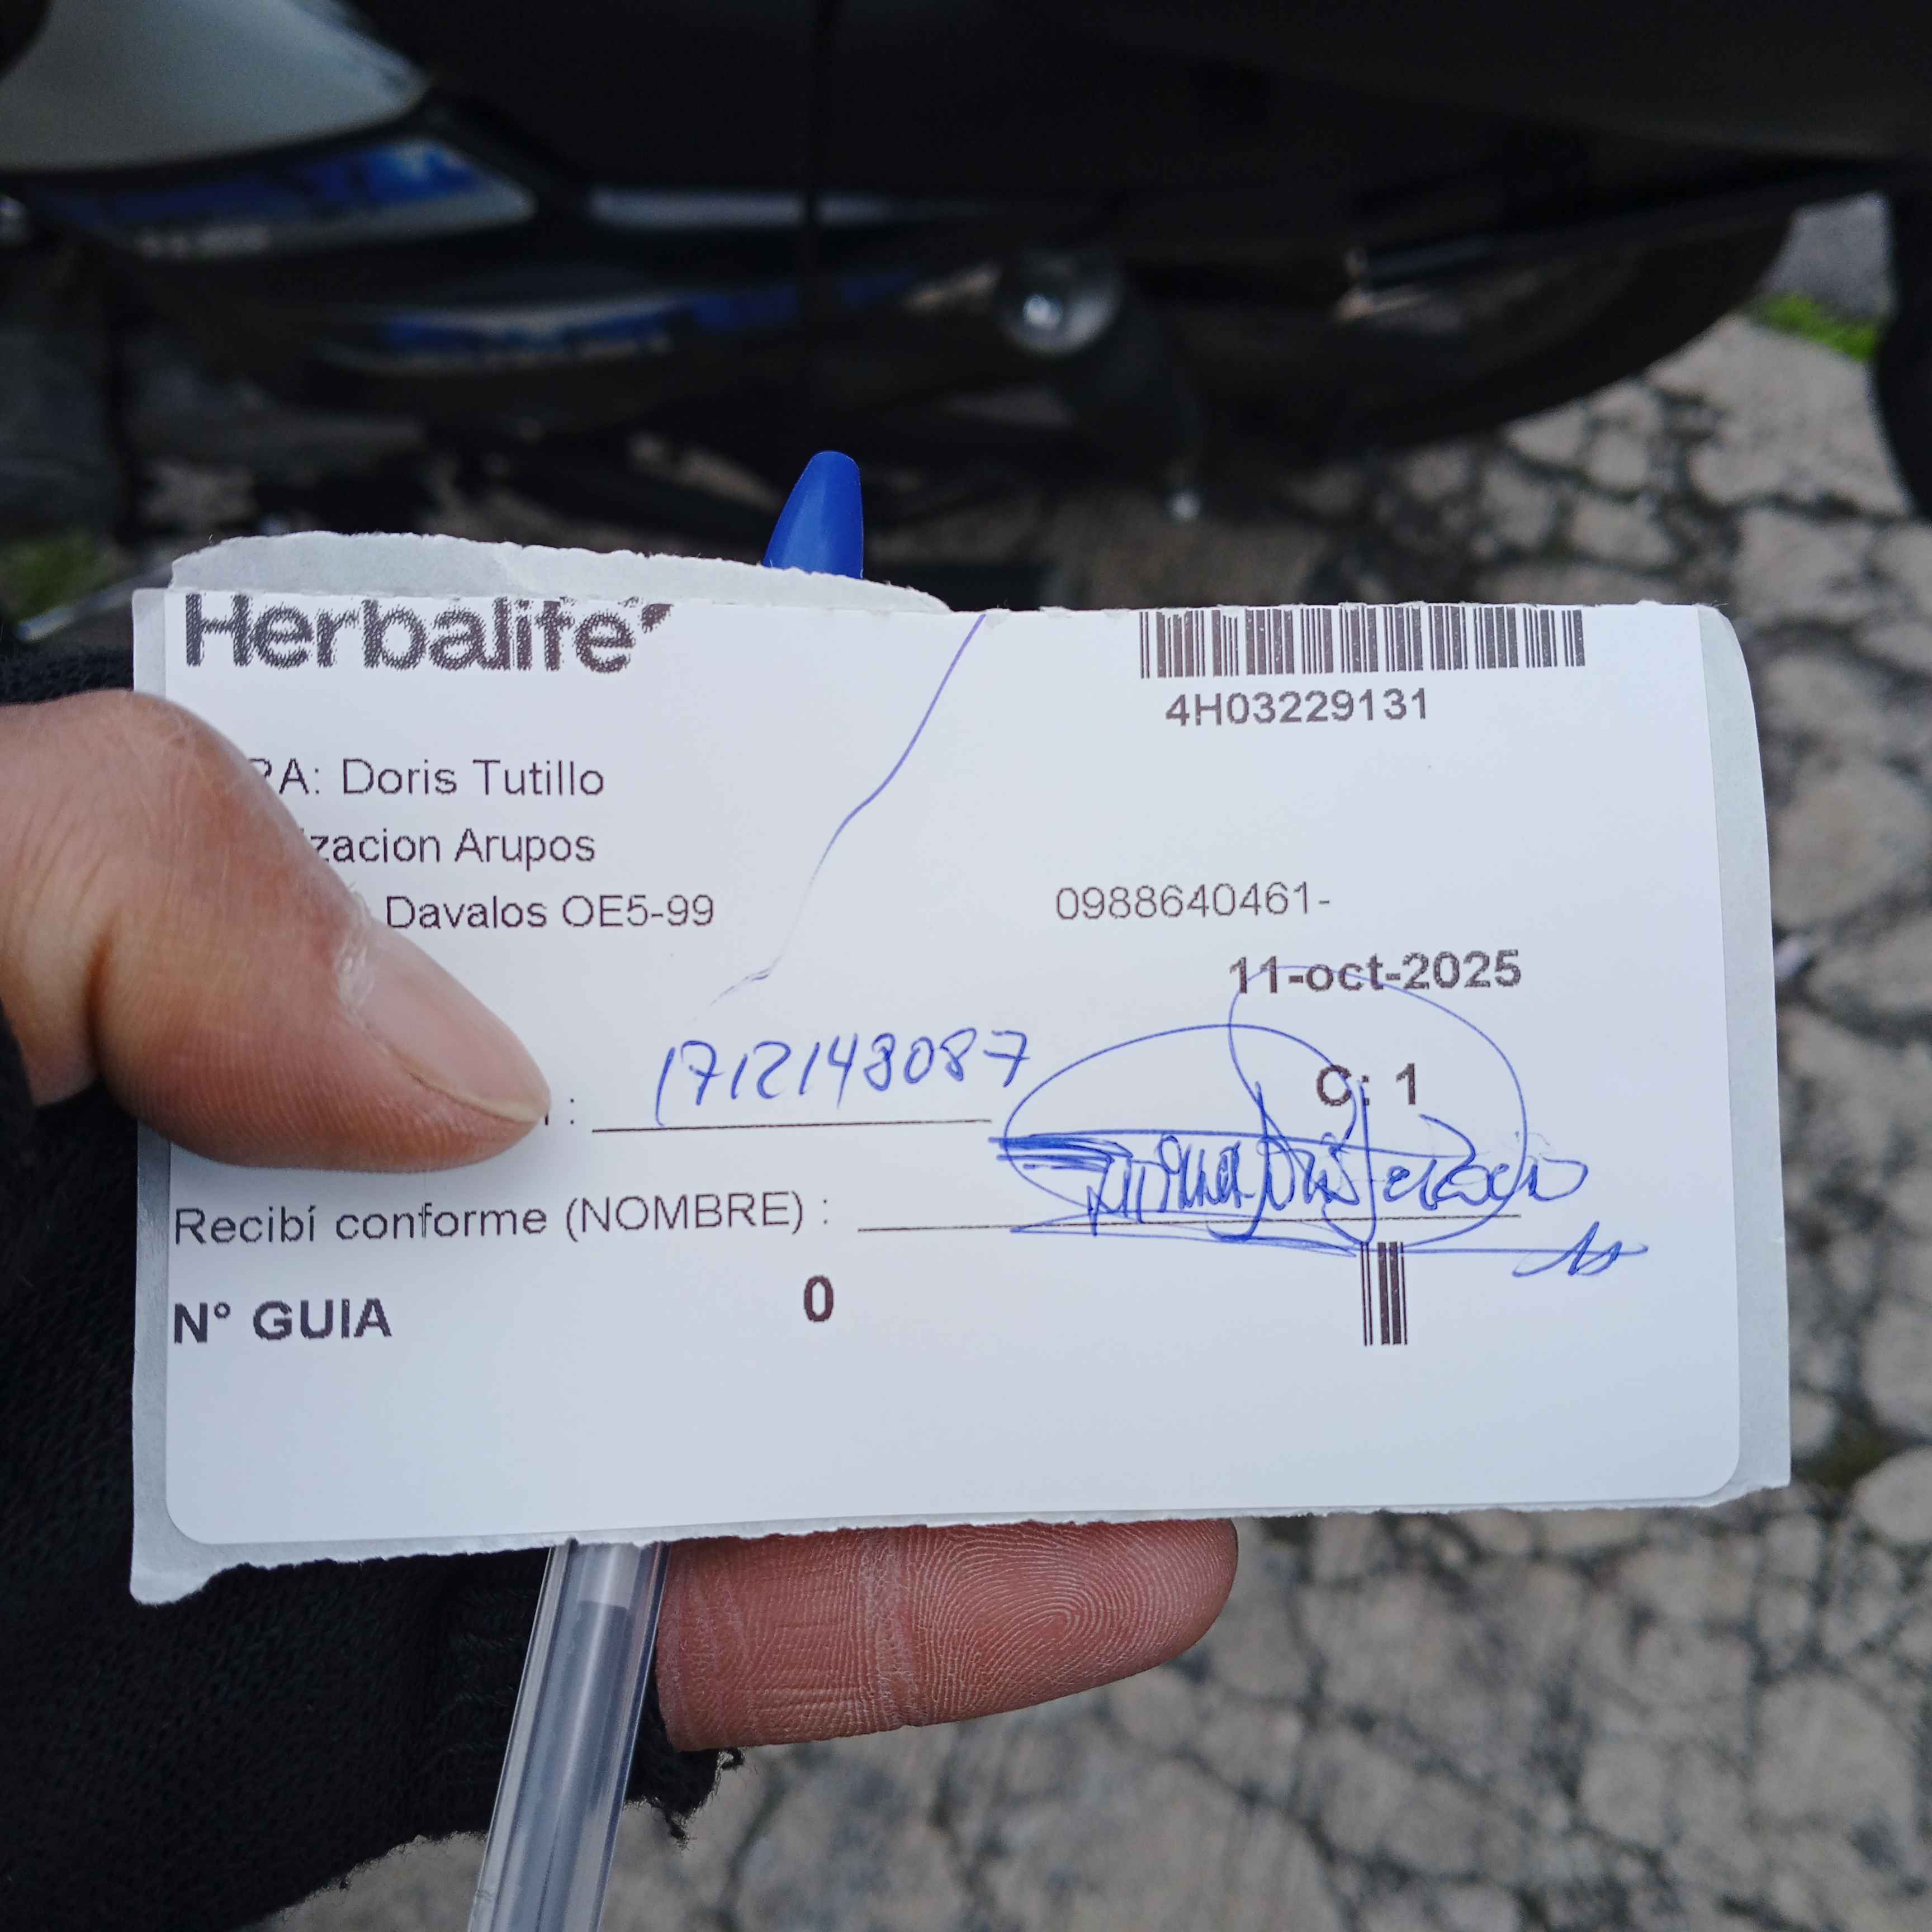 Herbalife
4H03229131
RA: Doris Tutillo
izacion Arupos
Davalos OE5-99
0988640461-
11-oct-2025
1712148087
C: 1
:
Recibí conforme (NOMBRE) :
N° GUIA 0